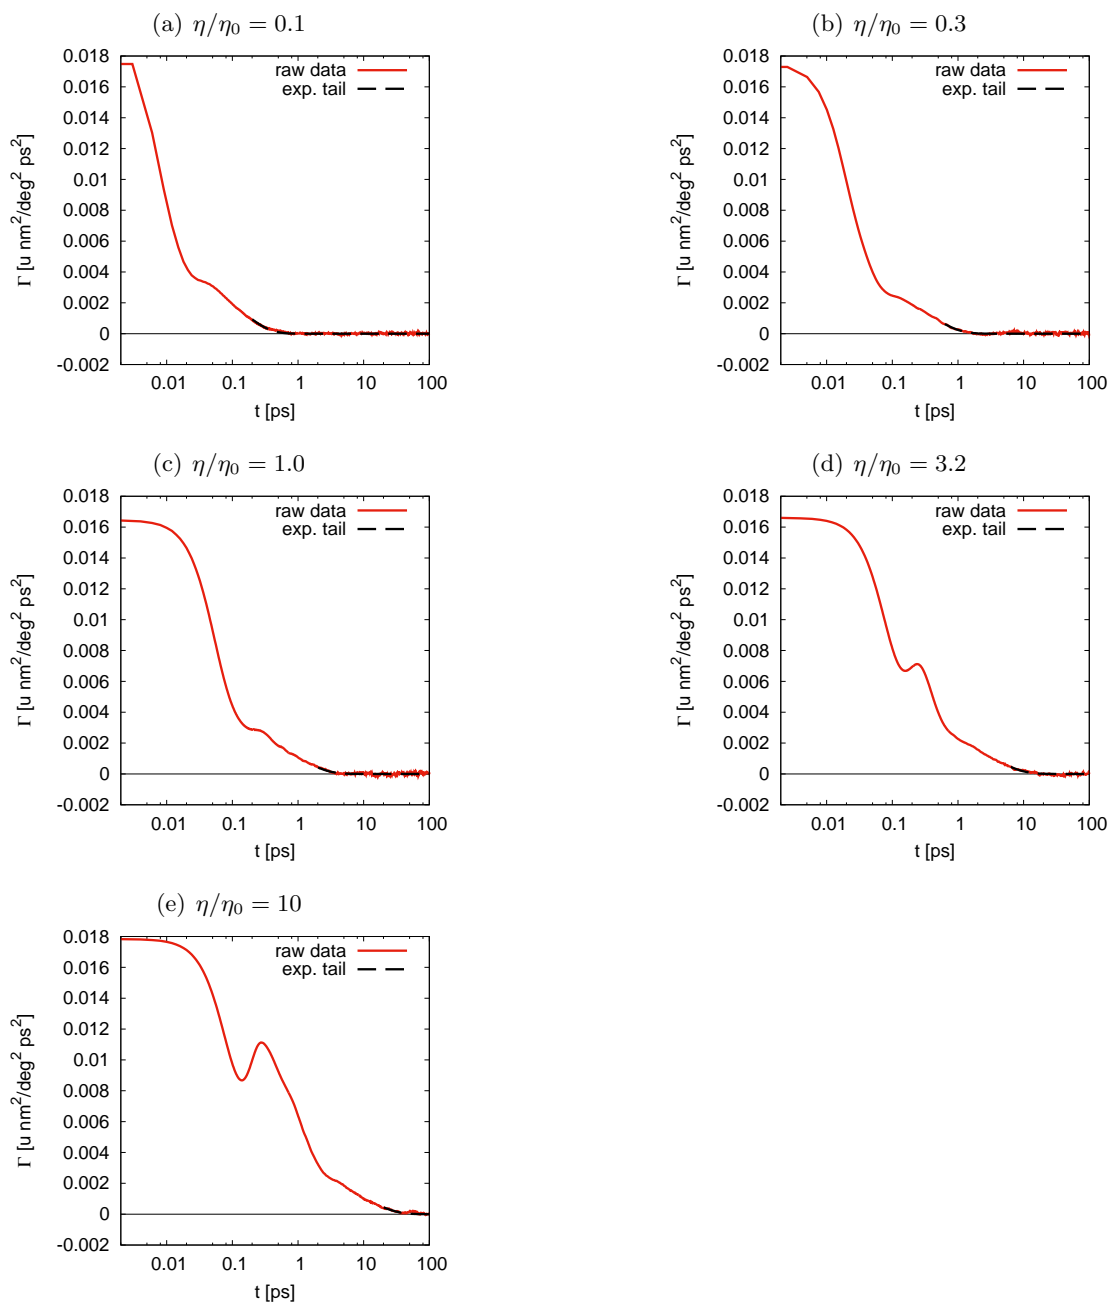 (a) η/η₀ = 0.1
0.018
0.016
0.014
0.012
0.01
0.008
0.006
0.004
0.002
0
-0.002
Γ [u nm²/deg² ps²]
raw data
exp. tail
0.01 0.1 1 10 100
t [ps]
(b) η/η₀ = 0.3
0.018
0.016
0.014
0.012
0.01
0.008
0.006
0.004
0.002
0
-0.002
Γ [u nm²/deg² ps²]
raw data
exp. tail
0.01 0.1 1 10 100
t [ps]
(c) η/η₀ = 1.0
0.018
0.016
0.014
0.012
0.01
0.008
0.006
0.004
0.002
0
-0.002
Γ [u nm²/deg² ps²]
raw data
exp. tail
0.01 0.1 1 10 100
t [ps]
(d) η/η₀ = 3.2
0.018
0.016
0.014
0.012
0.01
0.008
0.006
0.004
0.002
0
-0.002
Γ [u nm²/deg² ps²]
raw data
exp. tail
0.01 0.1 1 10 100
t [ps]
(e) η/η₀ = 10
0.018
0.016
0.014
0.012
0.01
0.008
0.006
0.004
0.002
0
-0.002
Γ [u nm²/deg² ps²]
raw data
exp. tail
0.01 0.1 1 10 100
t [ps]